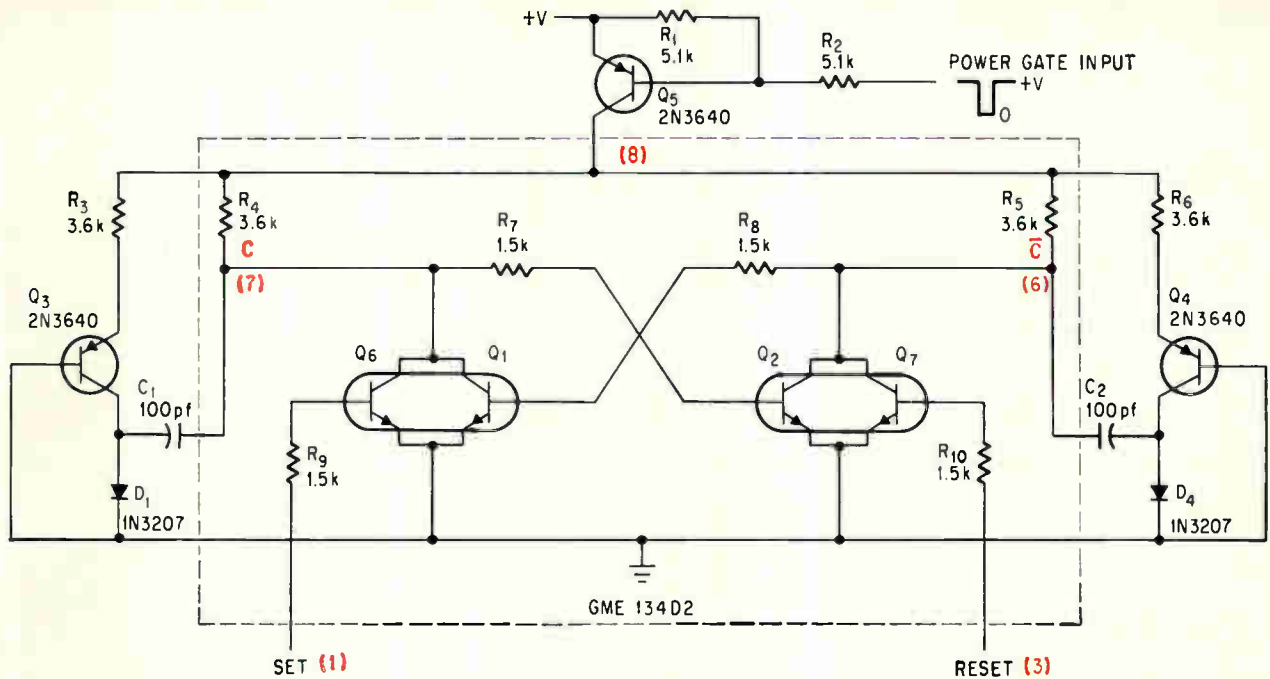 +V
R1
5.1k
R2
5.1k
POWER GATE INPUT
+V
0
Q5
2N3640
(8)
R3
3.6k
R4
3.6k
R5
3.6k
R6
3.6k
R7
1.5k
R8
1.5k
C
(7)
C̅
(6)
Q3
2N3640
Q4
2N3640
Q6
Q1
Q2
Q7
C1
100pf
C2
100pf
R9
1.5k
R10
1.5k
D1
1N3207
D4
1N3207
GME 134D2
SET (1)
RESET (3)